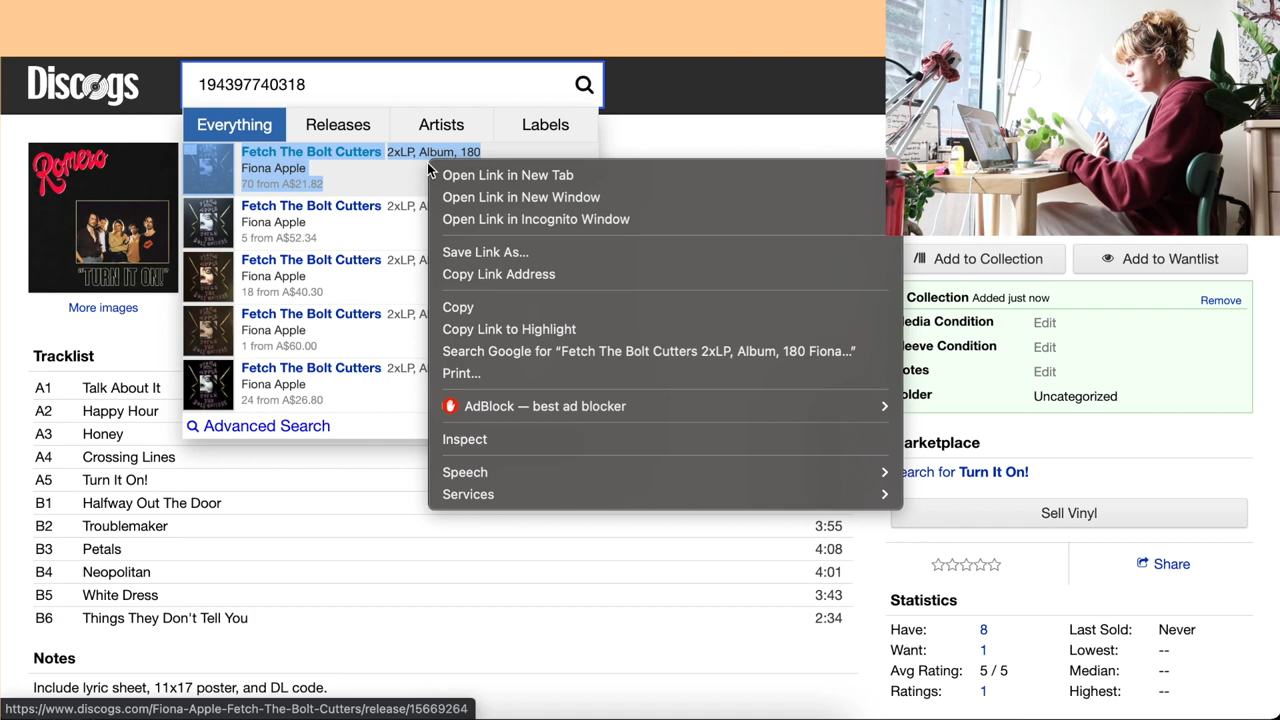 Discogs
194397740318
Everything Releases Artists Labels
Fetch The Bolt Cutters 2xLP, Album, 180
Fiona Apple
70 from A$21.82
Fetch The Bolt Cutters 2xLP, A
Fiona Apple
5 from A$52.34
Fetch The Bolt Cutters 2xLP, A
Fiona Apple
18 from A$40.30
Fetch The Bolt Cutters 2xLP, A
Fiona Apple
1 from A$60.00
Fetch The Bolt Cutters 2xLP, A
Fiona Apple
24 from A$26.80
Advanced Search
Open Link in New Tab
Open Link in New Window
Open Link in Incognito Window
Save Link As...
Copy Link Address
Copy
Copy Link to Highlight
Search Google for “Fetch The Bolt Cutters 2xLP, Album, 180 Fiona...”
Print...
AdBlock — best ad blocker
Inspect
Speech
Services
Romero
"TURN IT ON!"
More images
Tracklist
A1 Talk About It
A2 Happy Hour
A3 Honey
A4 Crossing Lines
A5 Turn It On!
B1 Halfway Out The Door
B2 Troublemaker 3:55
B3 Petals 4:08
B4 Neopolitan 4:01
B5 White Dress 3:43
B6 Things They Don't Tell You 2:34
Notes
Include lyric sheet, 11x17 poster, and DL code.
https://www.discogs.com/Fiona-Apple-Fetch-The-Bolt-Cutters/release/15669264
Add to Collection Add to Wantlist
Collection Added just now Remove
edia Condition Edit
leeve Condition Edit
otes Edit
older Uncategorized
arketplace
earch for Turn It On!
Sell Vinyl
Share
Statistics
Have: 8 Last Sold: Never
Want: 1 Lowest: --
Avg Rating: 5 / 5 Median: --
Ratings: 1 Highest: --